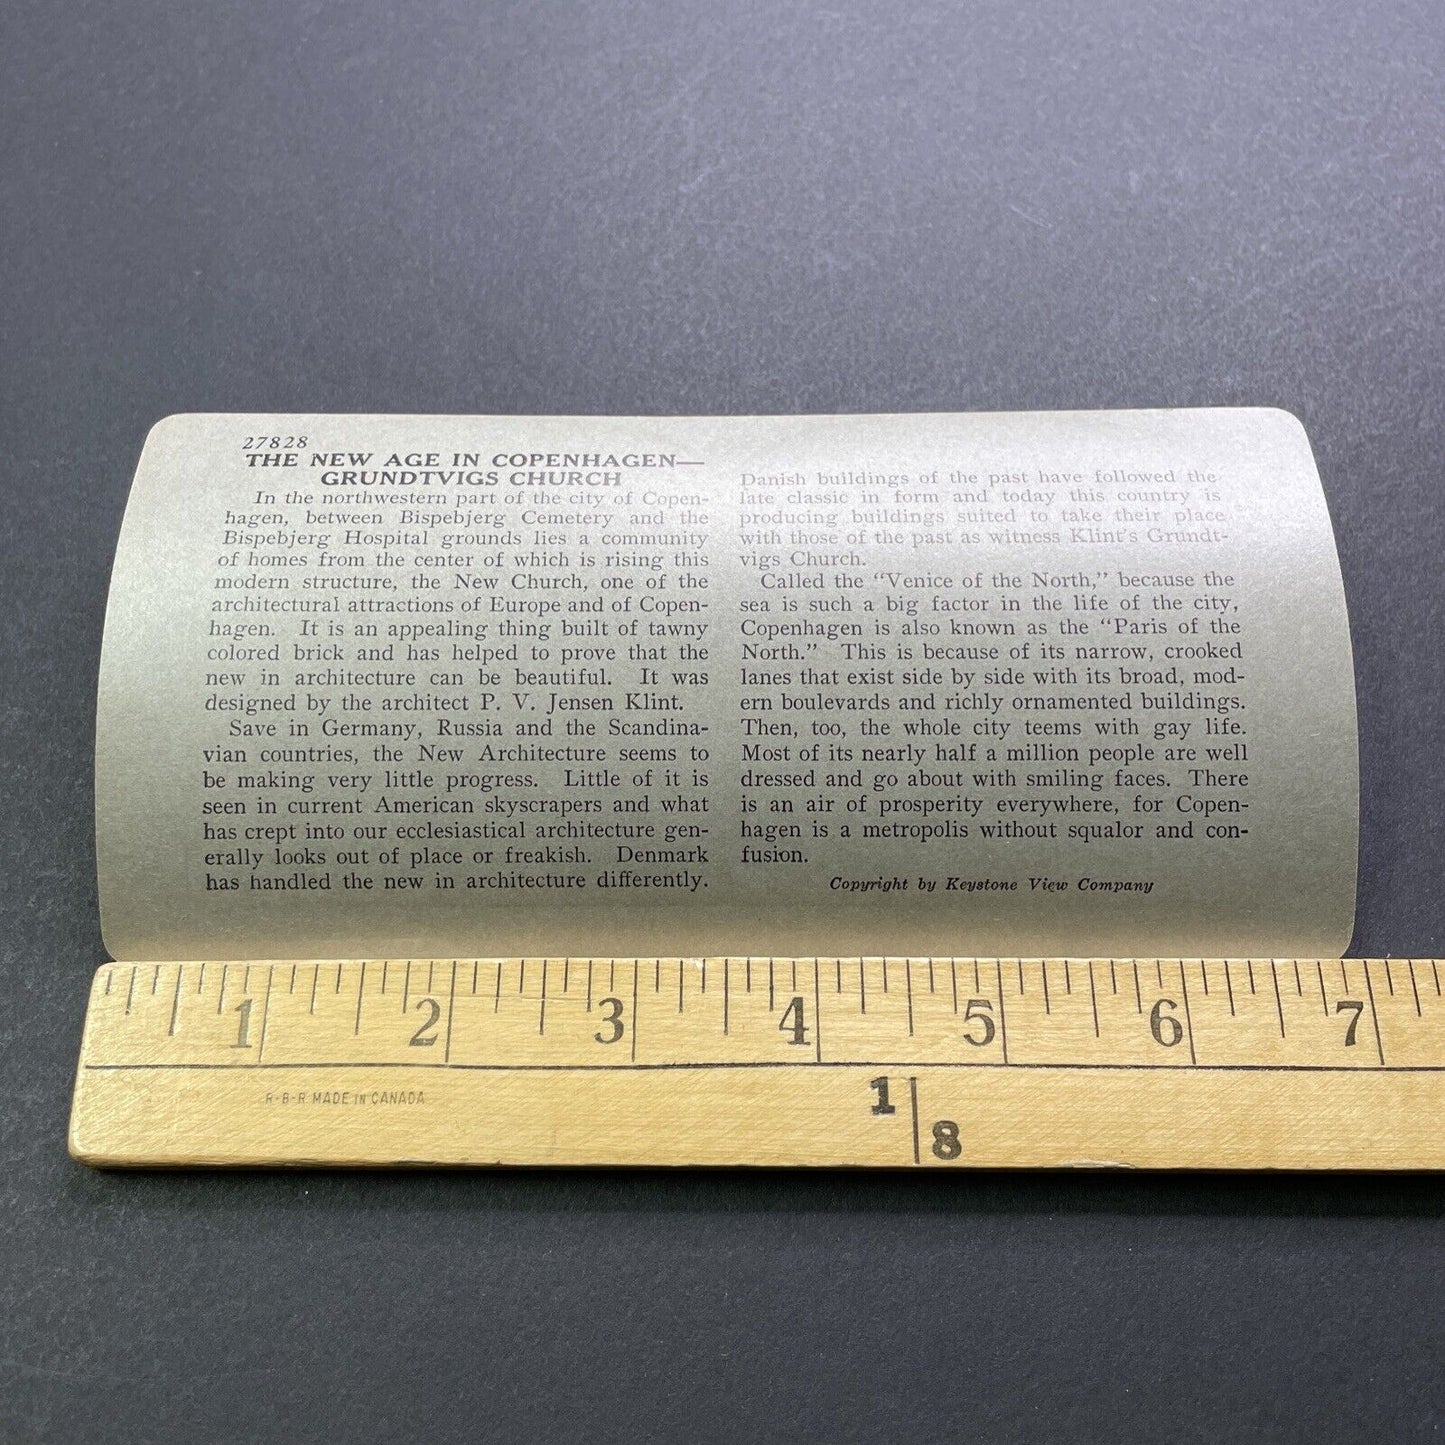 27828
THE NEW AGE IN COPENHAGEN—
GRUNDTVIGS CHURCH
In the northwestern part of the city of Copen-
hagen, between Bispebjerg Cemetery and the
Bispebjerg Hospital grounds lies a community
of homes from the center of which is rising this
modern structure, the New Church, one of the
architectural attractions of Europe and of Copen-
hagen. It is an appealing thing built of tawny
colored brick and has helped to prove that the
new in architecture can be beautiful. It was
designed by the architect P. V. Jensen Klint.
Save in Germany, Russia and the Scandina-
vian countries, the New Architecture seems to
be making very little progress. Little of it is
seen in current American skyscrapers and what
has crept into our ecclesiastical architecture gen-
erally looks out of place or freakish. Denmark
has handled the new in architecture differently.
Danish buildings of the past have followed the
late classic in form and today this country is
producing buildings suited to take their place
with those of the past as witness Klint's Grundt-
vigs Church.
Called the "Venice of the North," because the
sea is such a big factor in the life of the city,
Copenhagen is also known as the "Paris of the
North." This is because of its narrow, crooked
lanes that exist side by side with its broad, mod-
ern boulevards and richly ornamented buildings.
Then, too, the whole city teems with gay life.
Most of its nearly half a million people are well
dressed and go about with smiling faces. There
is an air of prosperity everywhere, for Copen-
hagen is a metropolis without squalor and con-
fusion.
Copyright by Keystone View Company
1 2 3 4 5 6 7
R-B-R MADE IN CANADA
1
8